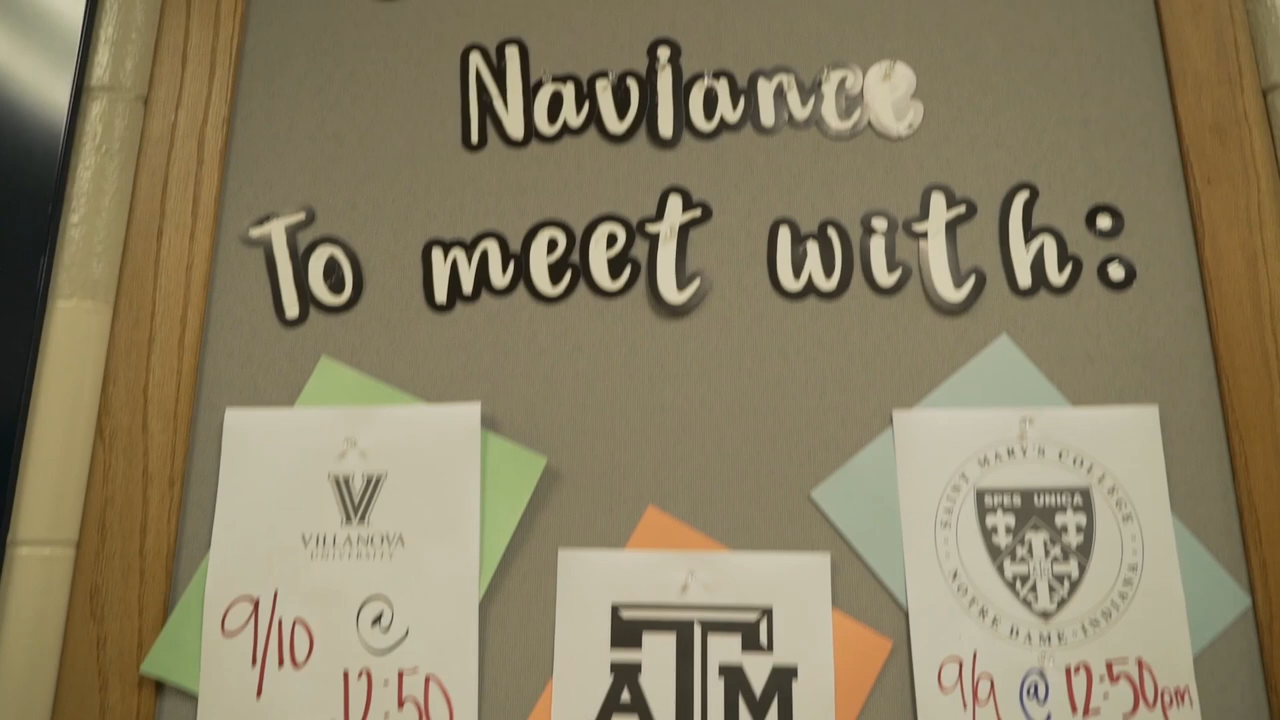 Naviance
To meet with:
V
VILLANOVA
UNIVERSITY
9/10 @
12:50
ATM
SAINT MARY'S COLLEGE
SPES UNICA
NOTRE DAME · INDIANA
9/9 @ 12:50pm